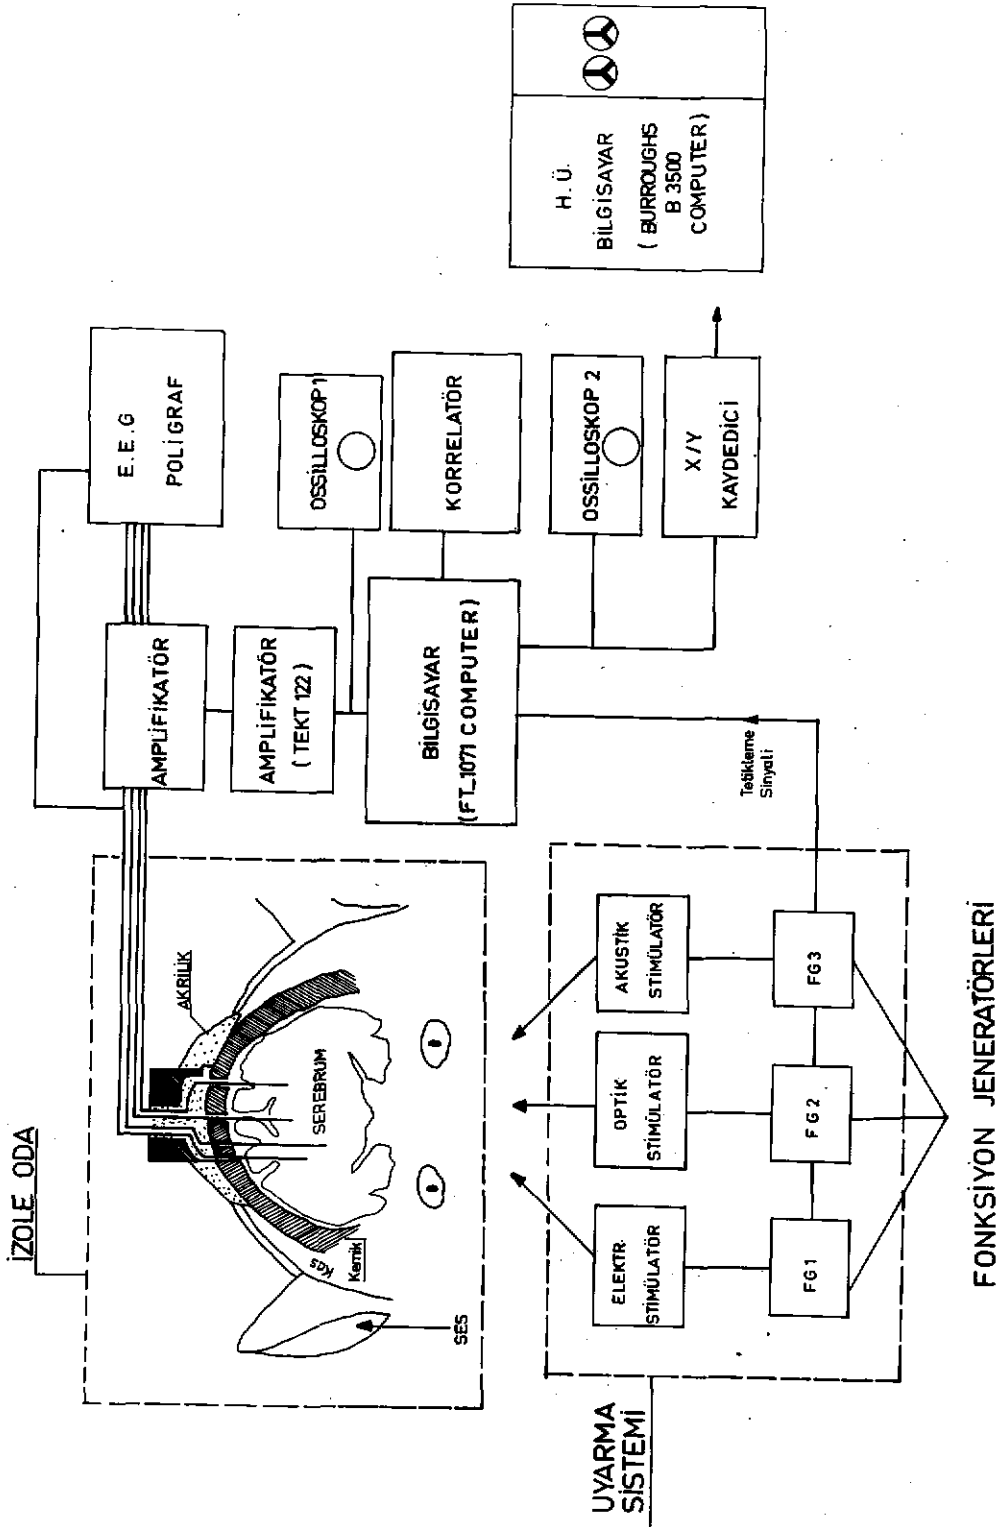 İZOLE ODA
AKRİLİK
SEREBRUM
Kas
Kemik
SES
E.E.G
POLİGRAF
AMPLİFİKATÖR
AMPLİFİKATÖR
( TEKT 122 )
OSSİLLOSKOP 1
KORRELATÖR
BİLGİSAYAR
(FT_1071 COMPUTER)
OSSİLLOSKOP 2
X / Y
KAYDEDİCİ
H.Ü.
BİLGİSAYAR
( BURROUGHS
B 3500
COMPUTER)
Tetikleme
Sinyali
UYARMA
SİSTEMİ
ELEKTR.
STİMÜLATÖR
OPTİK
STİMÜLATÖR
AKUSTİK
STİMÜLATÖR
FG1
FG2
FG3
FONKSİYON JENERATÖRLERİ